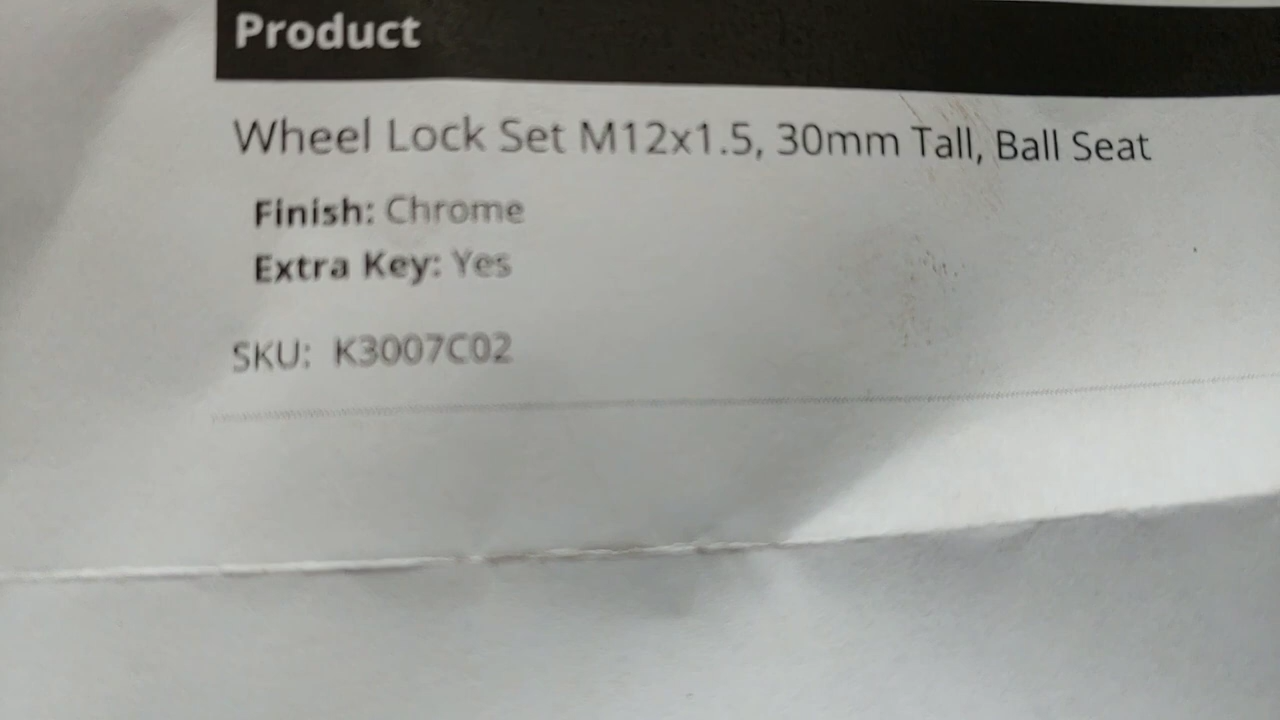 Product
Wheel Lock Set M12x1.5, 30mm Tall, Ball Seat
Finish: Chrome
Extra Key: Yes
SKU: K3007C02